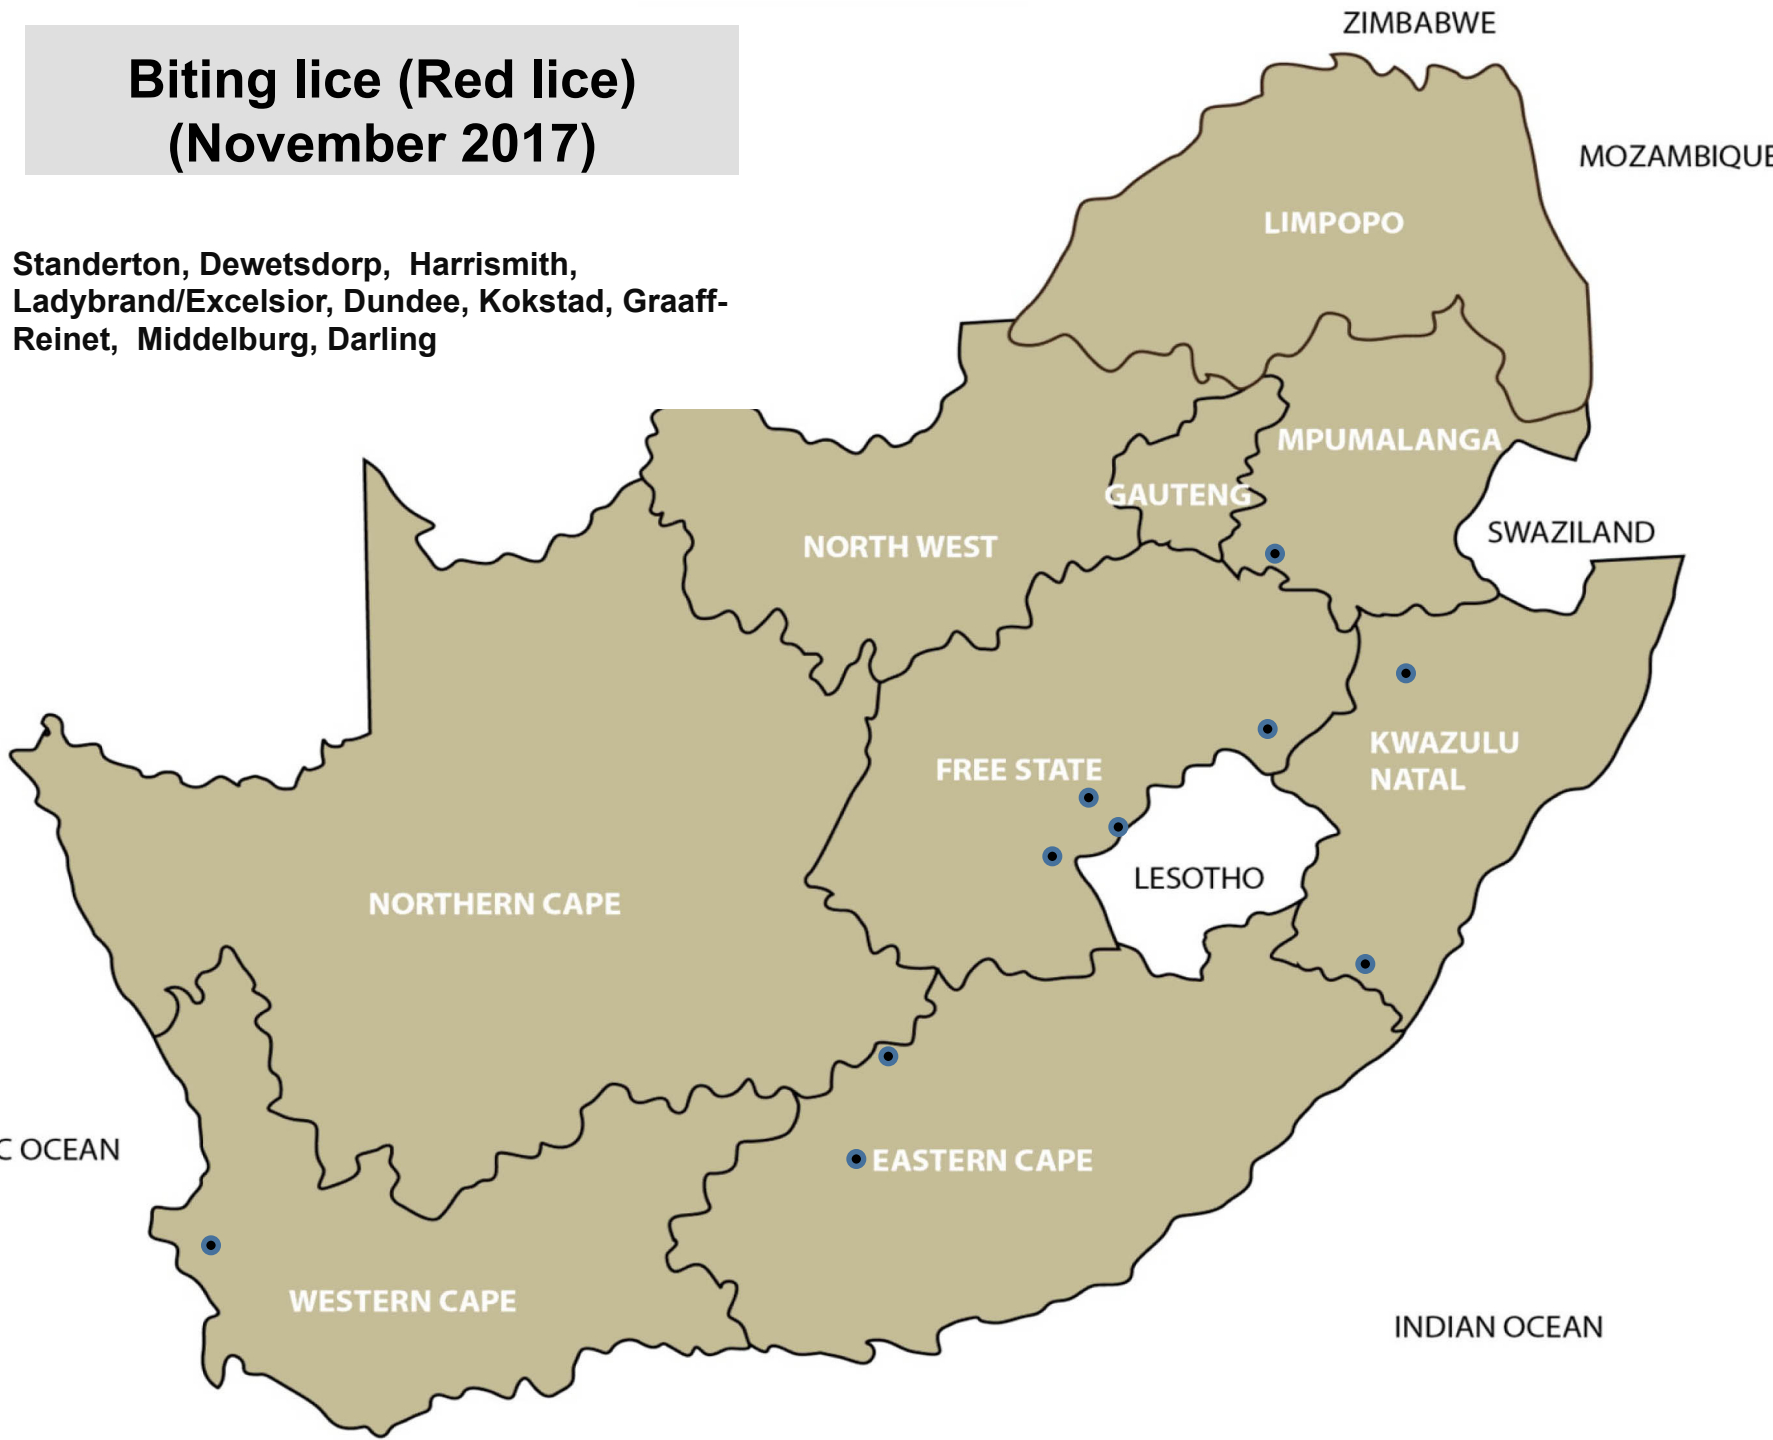 Biting lice (Red lice)
(November 2017)
Standerton, Dewetsdorp,  Harrismith,
Ladybrand/Excelsior, Dundee, Kokstad, Graaff-
Reinet,  Middelburg, Darling
ZIMBABWE
MOZAMBIQUE
LIMPOPO
MPUMALANGA
GAUTENG
SWAZILAND
NORTH WEST
KWAZULU
NATAL
FREE STATE
LESOTHO
NORTHERN CAPE
C OCEAN
EASTERN CAPE
WESTERN CAPE
INDIAN OCEAN